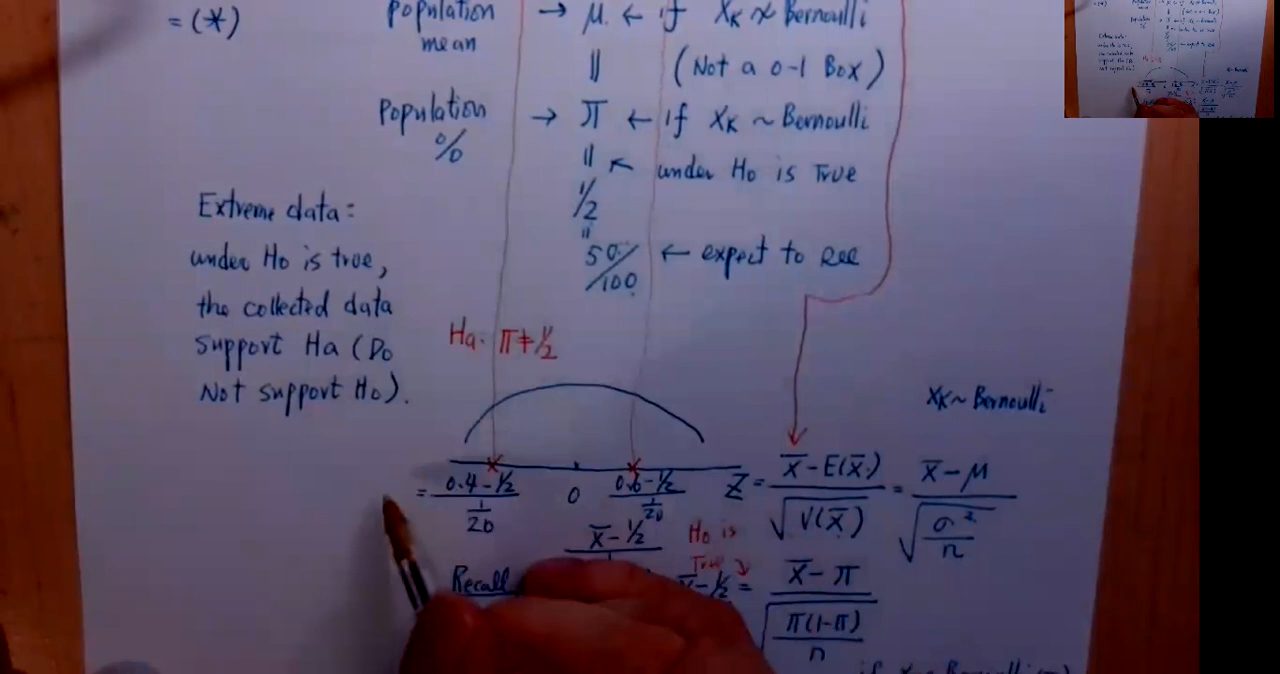 = (*)
Population mean → μ ← if XK ≁ Bernoulli
|| (Not a 0-1 Box)
Population % → π ← if XK ~ Bernoulli
|| ← under Ho is True
1/2
||
50/100 ← expect to see
Extreme data:
under Ho is true,
the collected data
support Ha (Do
Not support Ho).
Ha: π ≠ 1/2
XK ~ Bernoulli
= (0.4 - 1/2) / (1/20)
0
(0.6 - 1/2) / (1/20)
Z = (x̄ - E(x̄)) / √V(x̄) = (x̄ - μ) / √(σ²/n)
x̄ - 1/2
Ho is
True
Recall
x̄ - 1/2 = (x̄ - π) / √(π(1-π)/n)